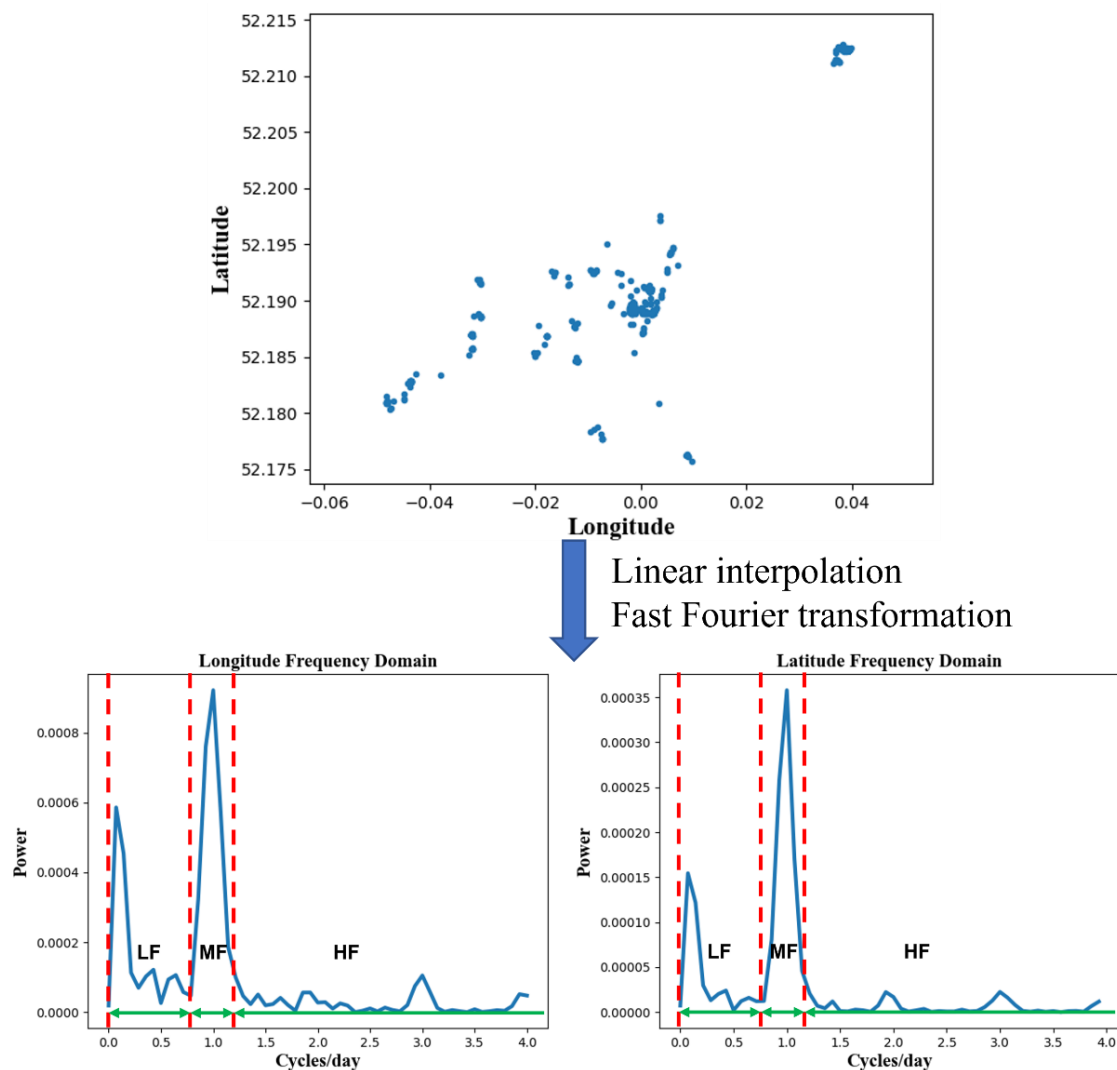 52.215
52.210
52.205
52.200
52.195
52.190
52.185
52.180
52.175
Latitude
−0.06 −0.04 −0.02 0.00 0.02 0.04
Longitude
Linear interpolation
Fast Fourier transformation
Longitude Frequency Domain
0.0008
0.0006
0.0004
0.0002
0.0000
Power
LF MF HF
0.0 0.5 1.0 1.5 2.0 2.5 3.0 3.5 4.0
Cycles/day
Latitude Frequency Domain
0.00035
0.00030
0.00025
0.00020
0.00015
0.00010
0.00005
0.00000
Power
LF MF HF
0.0 0.5 1.0 1.5 2.0 2.5 3.0 3.5 4.0
Cycles/day